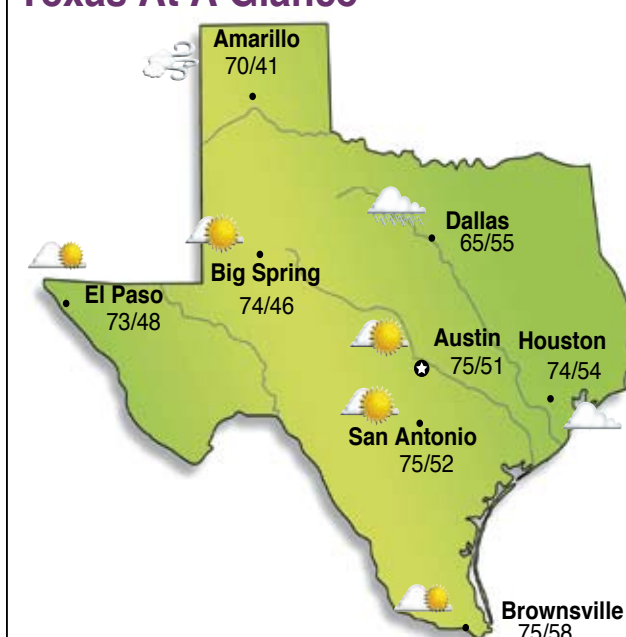 Texas At A Glance
Amarillo
70/41
Dallas
65/55
Big Spring
74/46
El Paso
73/48
Austin
75/51
Houston
74/54
San Antonio
75/52
Brownsville
75/58